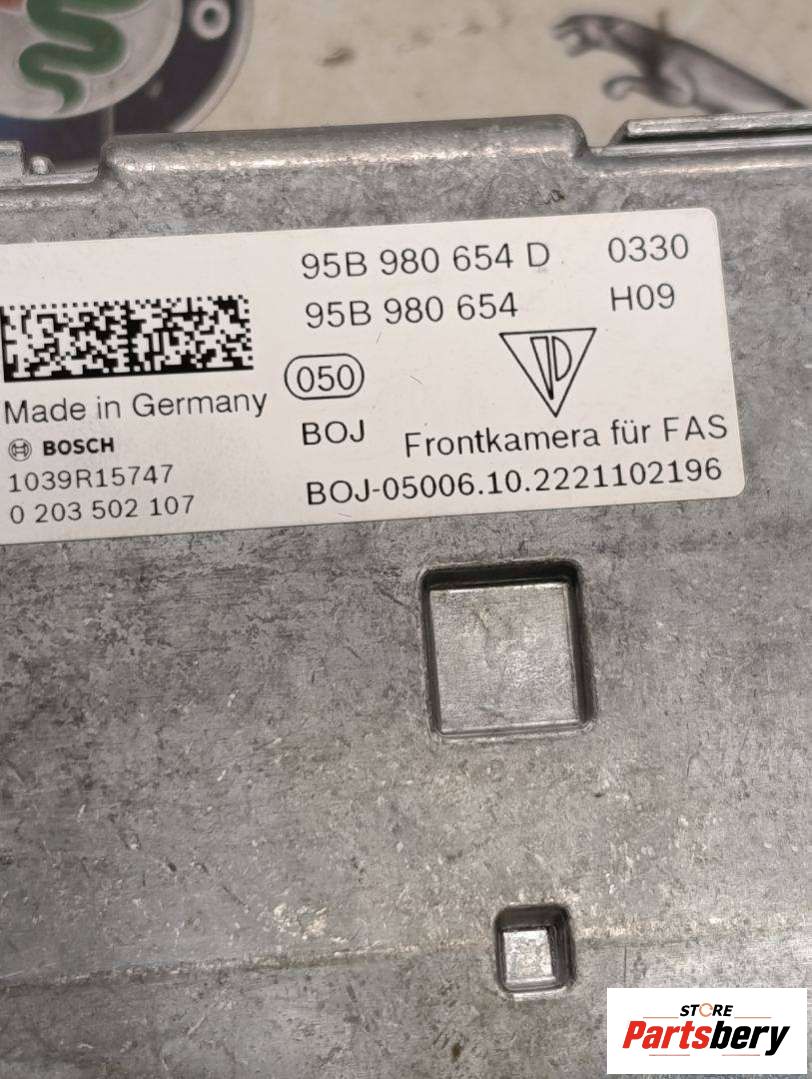 95B 980 654 D 0330
95B 980 654 H09
050
Made in Germany
BOJ
Frontkamera für FAS
BOSCH
1039R15747
BOJ-05006.10.2221102196
0 203 502 107
STORE
Partsbery